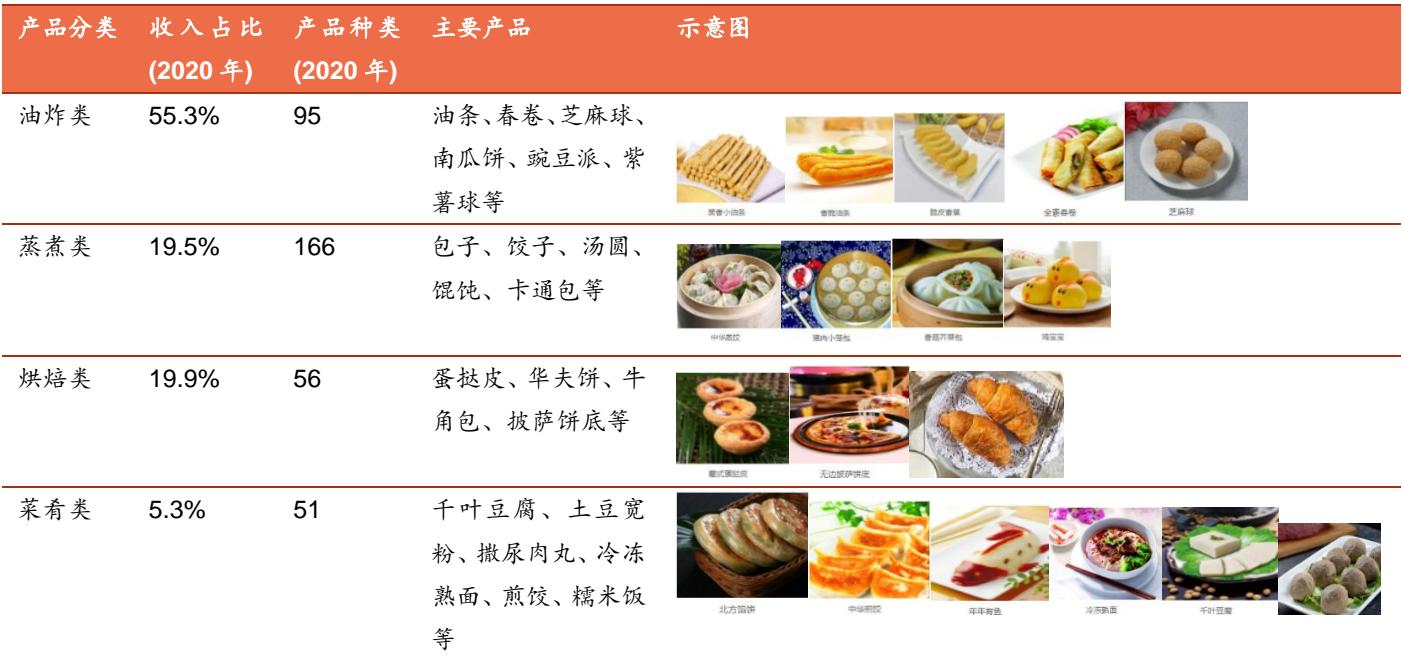 产品分类 收入占比 产品种类 主要产品 示意图
(2020 年) (2020 年)
油炸类 55.3% 95 油条、春卷、芝麻球、
南瓜饼、豌豆派、紫
薯球等
茴香小油条 香脆油条 脆皮香蕉 全家春卷 芝麻球
蒸煮类 19.5% 166 包子、饺子、汤圆、
馄饨、卡通包等
中华蒸饺 猪肉小笼包 香菇芥菜包 鸡宝宝
烘焙类 19.9% 56 蛋挞皮、华夫饼、牛
角包、披萨饼底等
葡式蛋挞皮 无边披萨饼底
菜肴类 5.3% 51 千叶豆腐、土豆宽
粉、撒尿肉丸、冷冻
熟面、煎饺、糯米饭
等
北方馅饼 中华煎饺 年年有鱼 冷冻熟面 千叶豆腐